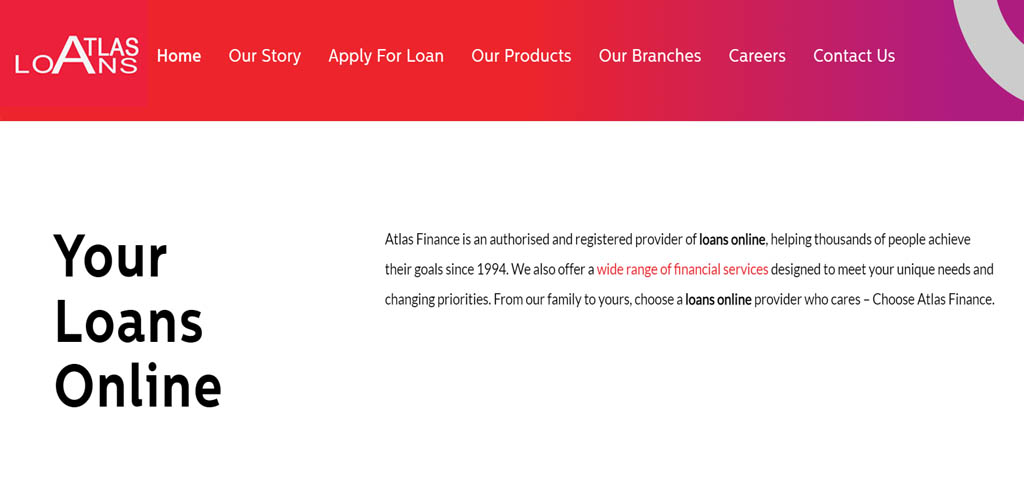 ATLAS
LOANS
Home Our Story Apply For Loan Our Products Our Branches Careers Contact Us
Your
Loans
Online
Atlas Finance is an authorised and registered provider of loans online, helping thousands of people achieve
their goals since 1994. We also offer a wide range of financial services designed to meet your unique needs and
changing priorities. From our family to yours, choose a loans online provider who cares – Choose Atlas Finance.